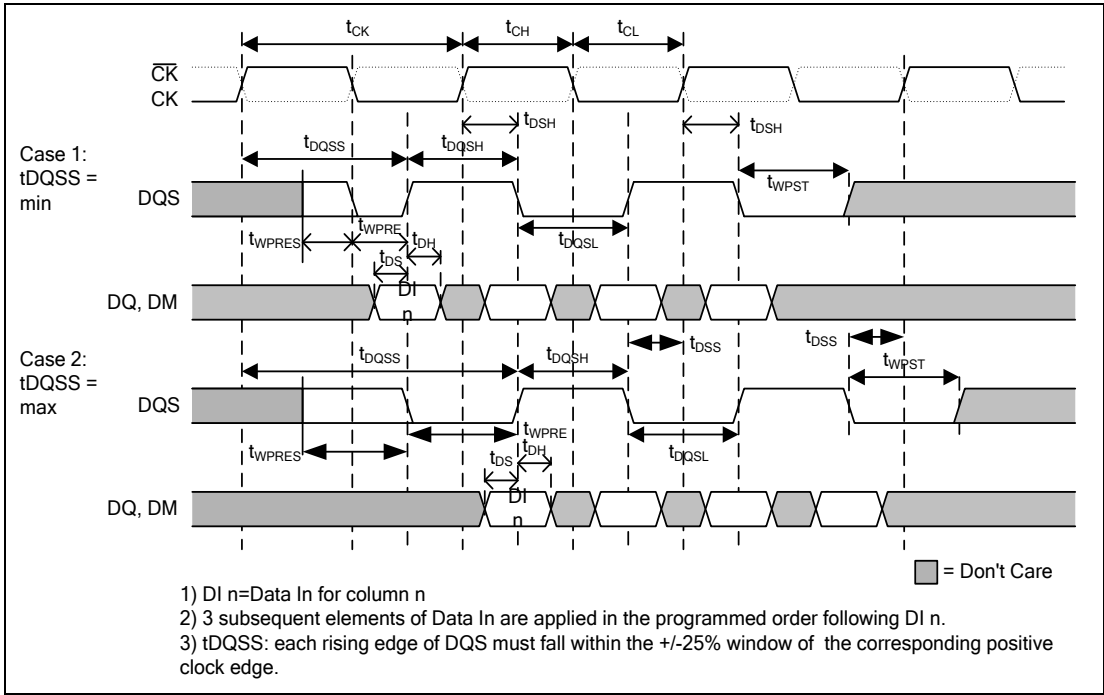 tCK
tCH
tCL
CK
CK
tDSH
tDSH
Case 1:
tDQSS =
min
tDQSS
tDQSH
DQS
tWPST
tWPRES
tWPRE
tDH
tDQSL
tDS
DI
n
DQ, DM
Case 2:
tDQSS =
max
tDQSS
tDQSH
tDSS
tDSS
tWPST
DQS
tWPRES
tWPRE
tDH
tDS
tDQSL
DI
n
DQ, DM
= Don't Care
1) DI n=Data In for column n
2) 3 subsequent elements of Data In are applied in the programmed order following DI n.
3) tDQSS: each rising edge of DQS must fall within the +/-25% window of the corresponding positive
clock edge.